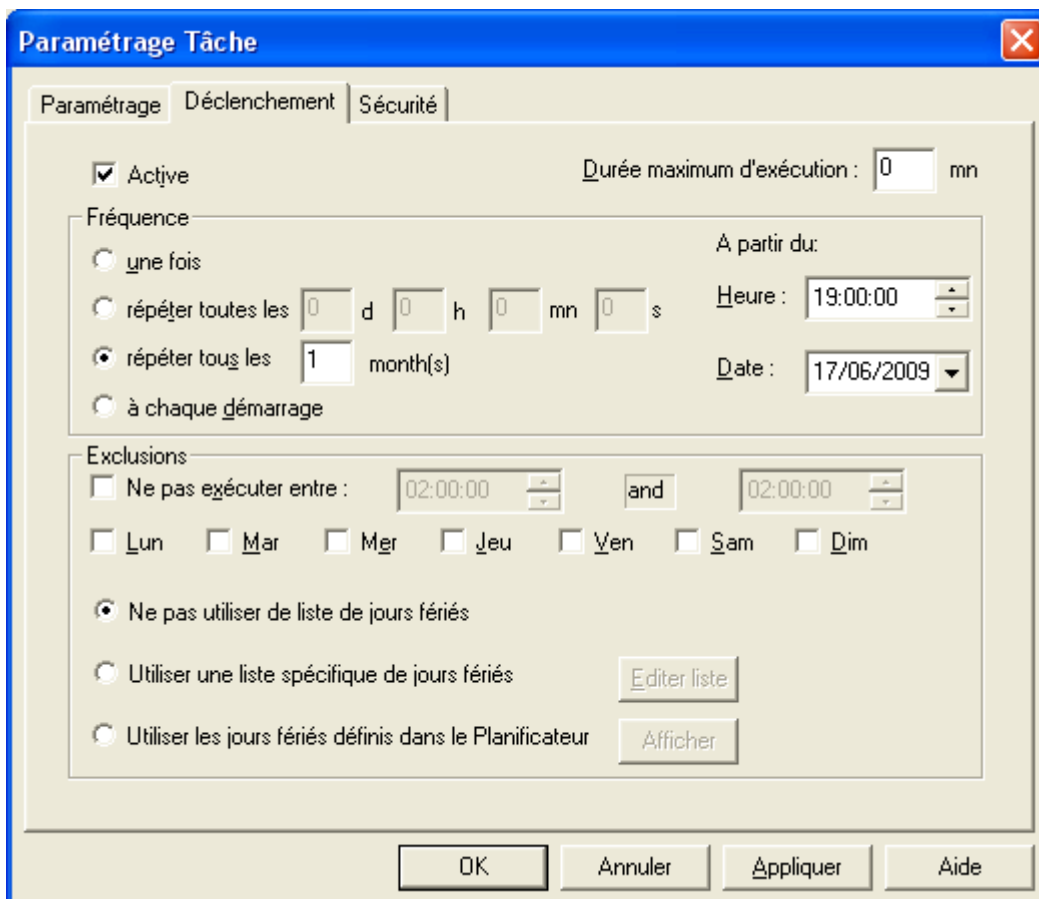 Paramétrage Tâche
Paramétrage Déclenchement Sécurité
Active Durée maximum d'exécution : 0 mn
Fréquence
A partir du:
une fois
répéter toutes les 0 d 0 h 0 mn 0 s
Heure : 19:00:00
répéter tous les 1 month(s)
Date : 17/06/2009
à chaque démarrage
Exclusions
Ne pas exécuter entre : 02:00:00 and 02:00:00
Lun Mar Mer Jeu Ven Sam Dim
Ne pas utiliser de liste de jours fériés
Utiliser une liste spécifique de jours fériés Editer liste
Utiliser les jours fériés définis dans le Planificateur Afficher
OK Annuler Appliquer Aide